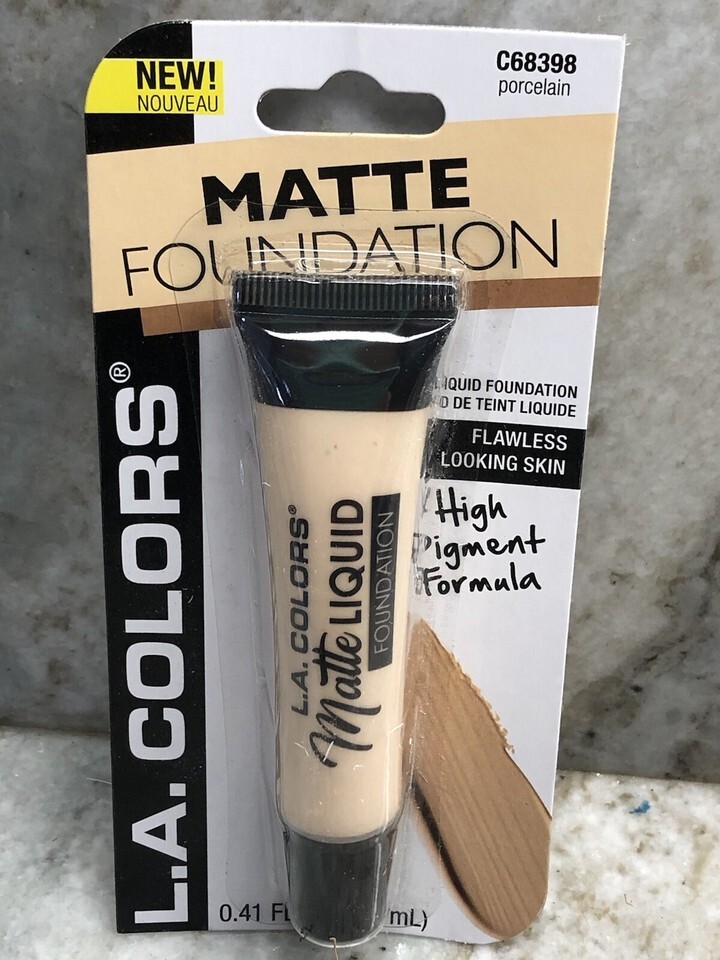 NEW!
NOUVEAU
C68398
porcelain
MATTE
FOUNDATION
LIQUID FOUNDATION
DE TEINT LIQUIDE
FLAWLESS
LOOKING SKIN
High
Pigment
Formula
L.A. COLORS®
L.A. COLORS®
Matte LIQUID
FOUNDATION
0.41 FL
mL)